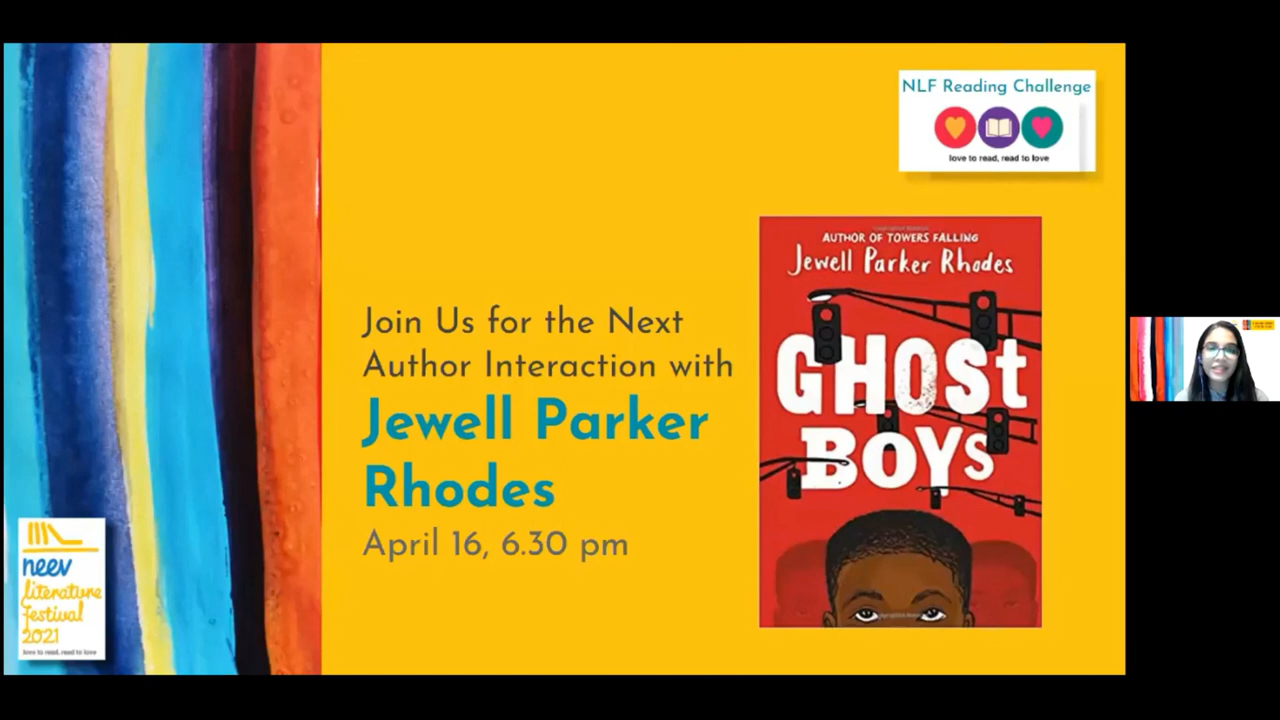 NLF Reading Challenge
love to read, read to love
AUTHOR OF TOWERS FALLING
Jewell Parker Rhodes
GHOST
BOYS
Join Us for the Next
Author Interaction with
Jewell Parker
Rhodes
April 16, 6.30 pm
neev
literature
festival
2021
love to read, read to love